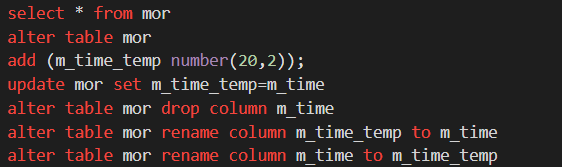 select * from mor
alter table mor
add (m_time_temp number(20,2));
update mor set m_time_temp=m_time
alter table mor drop column m_time
alter table mor rename column m_time_temp to m_time
alter table mor rename column m_time to m_time_temp